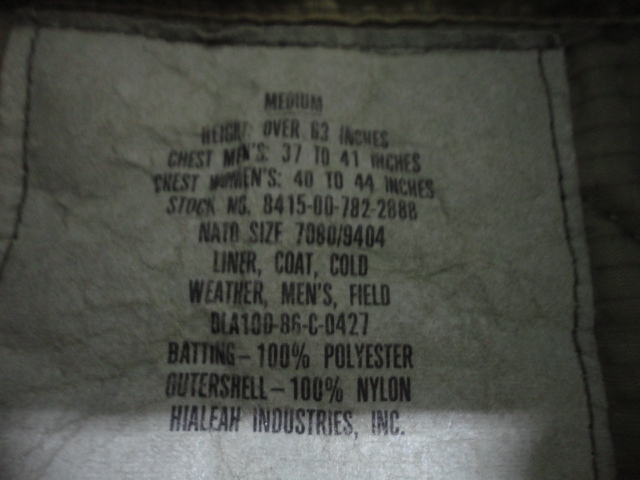 MEDIUM
HEIGHT: OVER 63 INCHES
CHEST MEN'S: 37 TO 41 INCHES
CHEST WOMEN'S: 40 TO 44 INCHES
STOCK NO. 8415-00-782-2888
NATO SIZE 7080/9404
LINER, COAT, COLD
WEATHER, MEN'S, FIELD
DLA100-86-C-0427
BATTING-100% POLYESTER
OUTERSHELL-100% NYLON
HIALEAH INDUSTRIES, INC.